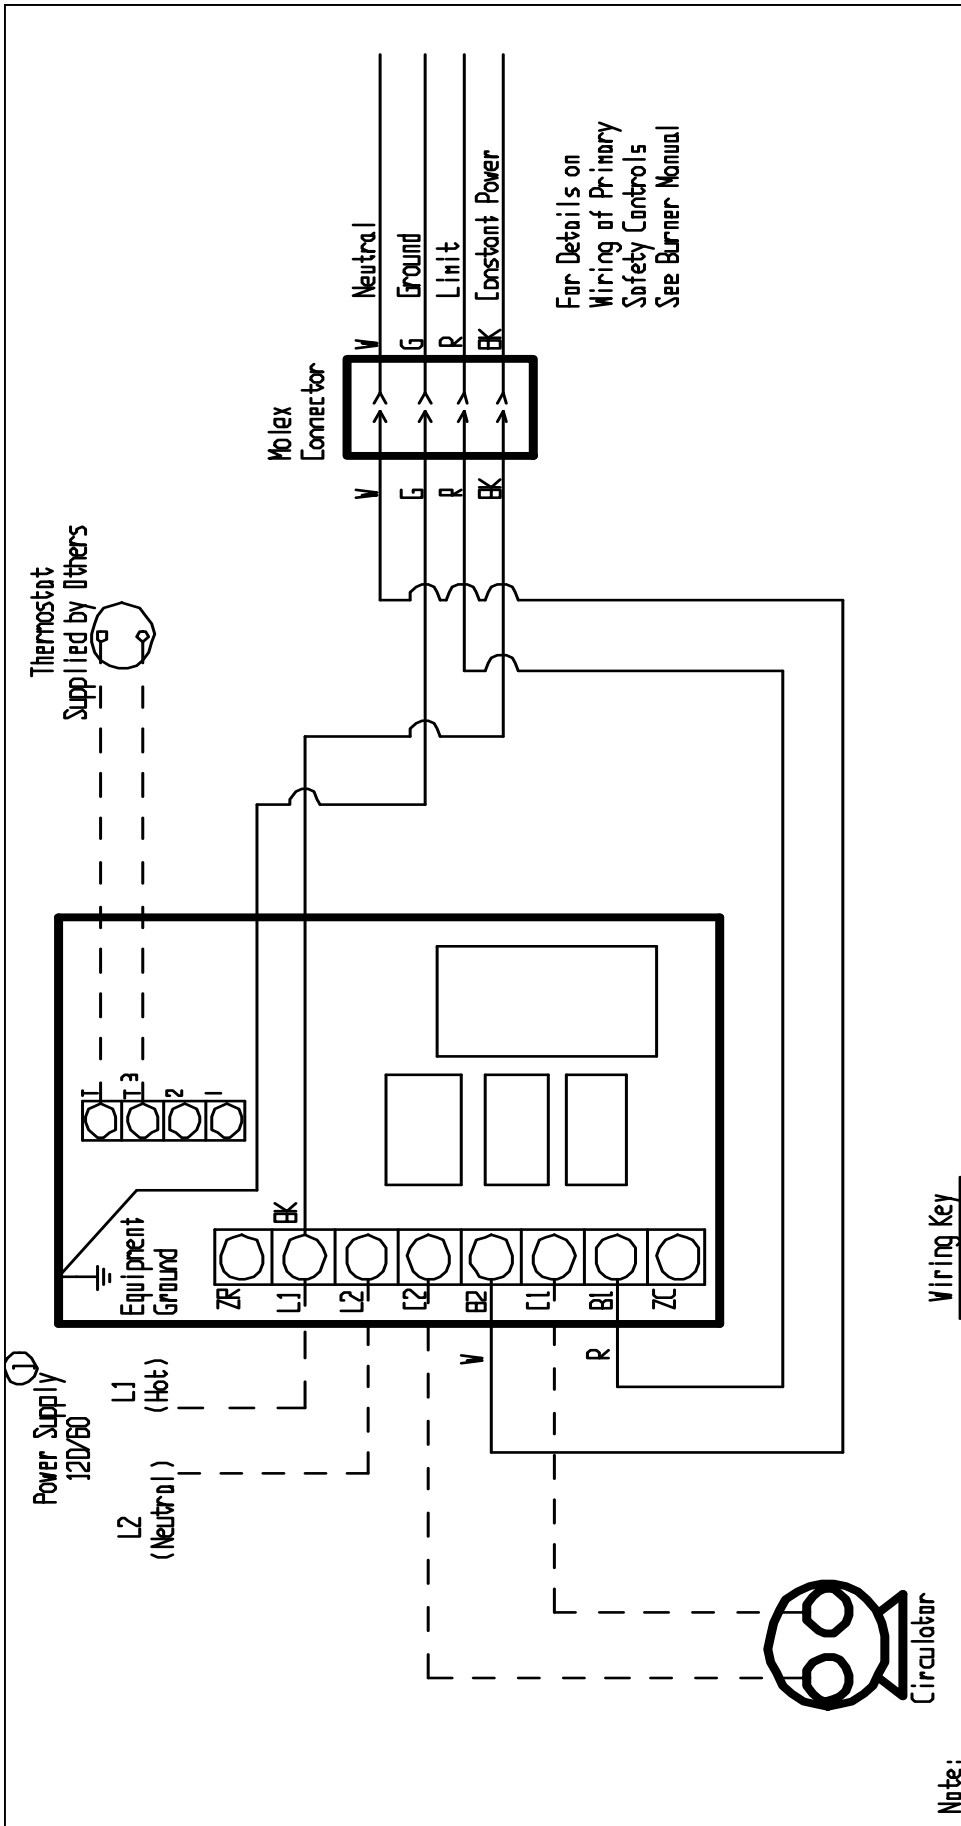 1
Power Supply
120/60
L1
(Hot)
L2
(Neutral)
Thermostat
Supplied by Others
T
T
3
2
1
Equipment
Ground
ZR
L1
BK
L2
C2
B2
W
C1
B1
R
ZC
Molex
Connector
W
W
Neutral
G
G
Ground
R
R
Limit
BK
BK
Constant Power
For Details on
Wiring of Primary
Safety Controls
See Burner Manual
Circulator
Wiring Key
Note: